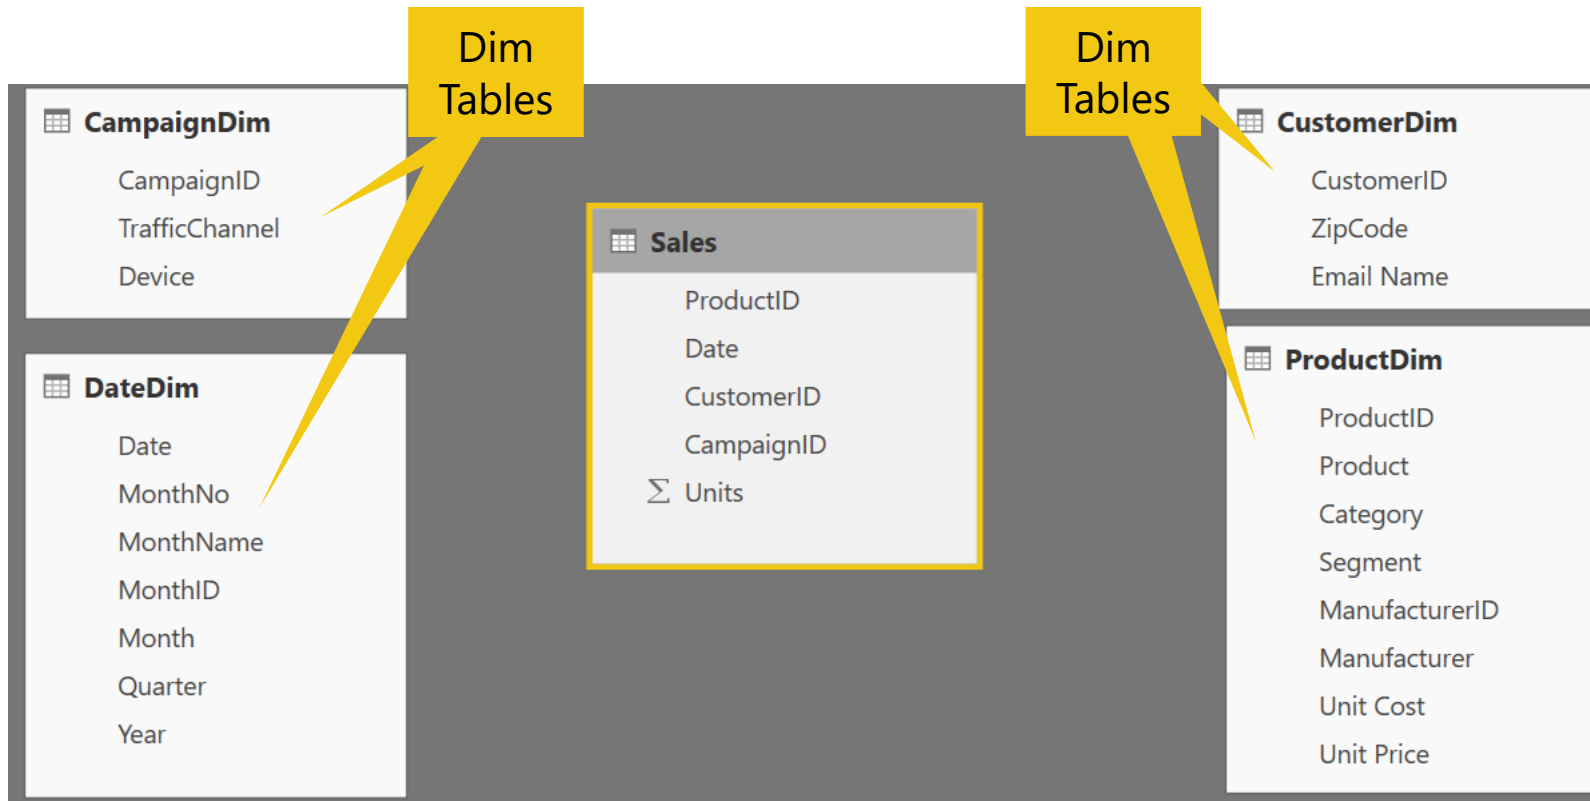 Dim
Tables
Dim
Tables
CampaignDim
CampaignID
TrafficChannel
Device
DateDim
Date
MonthNo
MonthName
MonthID
Month
Quarter
Year
Sales
ProductID
Date
CustomerID
CampaignID
Σ Units
CustomerDim
CustomerID
ZipCode
Email Name
ProductDim
ProductID
Product
Category
Segment
ManufacturerID
Manufacturer
Unit Cost
Unit Price